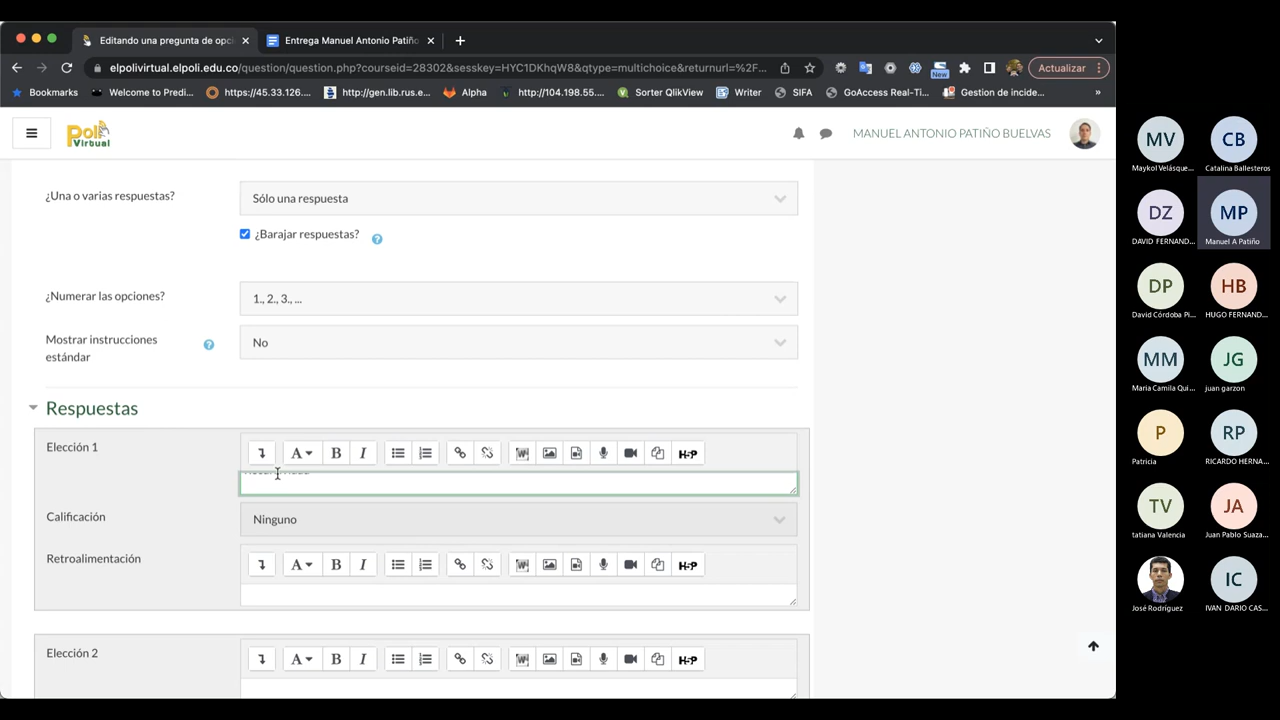 Editando una pregunta de opci
Entrega Manuel Antonio Patiño
elpolivirtual.elpoli.edu.co/question/question.php?courseid=28302&sesskey=HYC1DKhqW8&qtype=multichoice&returnurl=%2F...
New
Actualizar
Bookmarks
Welcome to Predi...
https://45.33.126....
http://gen.lib.rus.e...
Alpha
http://104.198.55....
Sorter QlikView
Writer
SIFA
GoAccess Real-Ti...
Gestion de incide...
»
Poli
Virtual
MANUEL ANTONIO PATIÑO BUELVAS
¿Una o varias respuestas?
Sólo una respuesta
¿Barajar respuestas?
¿Numerar las opciones?
1., 2., 3., ...
Mostrar instrucciones
estándar
No
Respuestas
Elección 1
A B I
H5P
Calificación
Ninguno
Retroalimentación
A B I
H5P
Elección 2
A B I
H5P
MV
CB
Maykol Velásque...
Catalina Ballesteros
DZ
MP
DAVID FERNAND...
Manuel A Patiño
DP
HB
David Córdoba Pi...
HUGO FERNAND...
MM
JG
Maria Camila Qui...
juan garzon
P
RP
Patricia
RICARDO HERNA...
TV
JA
tatiana Valencia
Juan Pablo Suaza...
IC
José Rodríguez
IVAN DARIO CAS...